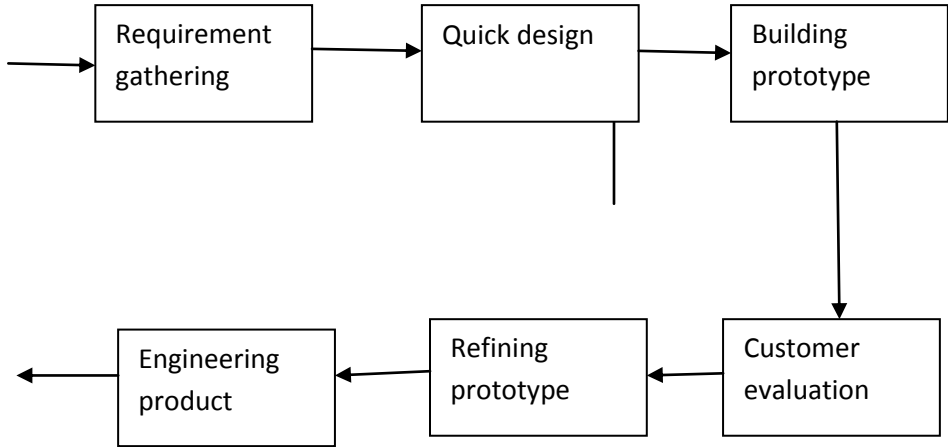 Requirement
gathering
Quick design
Building
prototype
Customer
evaluation
Refining
prototype
Engineering
product